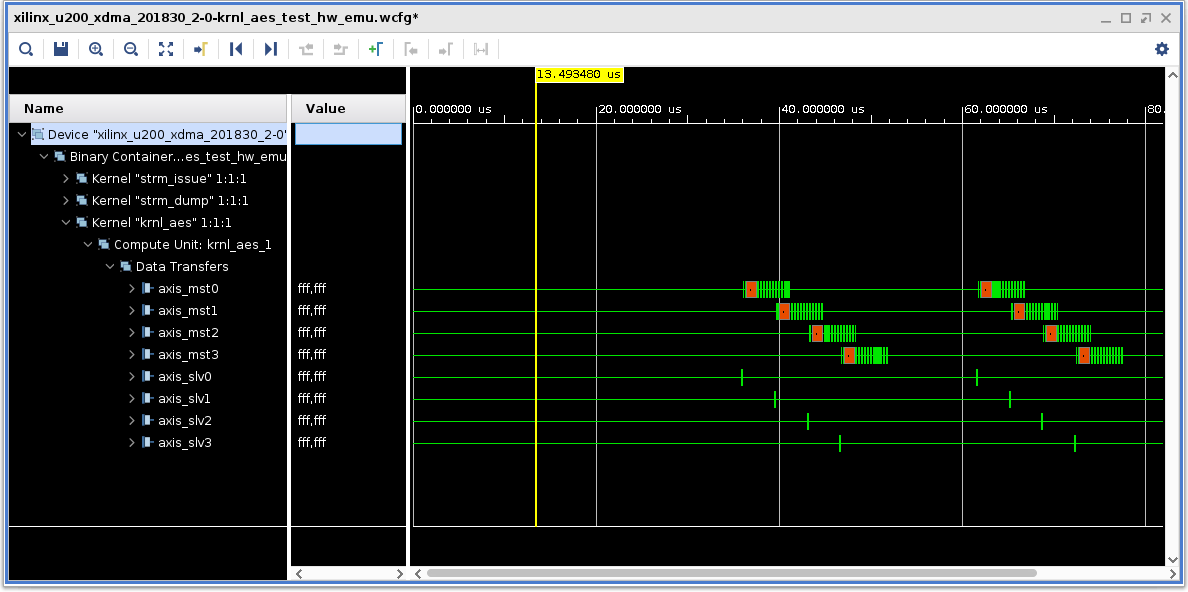 xilinx_u200_xdma_201830_2-0-krnl_aes_test_hw_emu.wcfg*
13.493480 us
Name Value 0.000000 us 20.000000 us 40.000000 us 60.000000 us 80.
Device "xilinx_u200_xdma_201830_2-0"
Binary Container...es_test_hw_emu
Kernel "strm_issue" 1:1:1
Kernel "strm_dump" 1:1:1
Kernel "krnl_aes" 1:1:1
Compute Unit: krnl_aes_1
Data Transfers
axis_mst0 fff,fff
axis_mst1 fff,fff
axis_mst2 fff,fff
axis_mst3 fff,fff
axis_slv0 fff,fff
axis_slv1 fff,fff
axis_slv2 fff,fff
axis_slv3 fff,fff